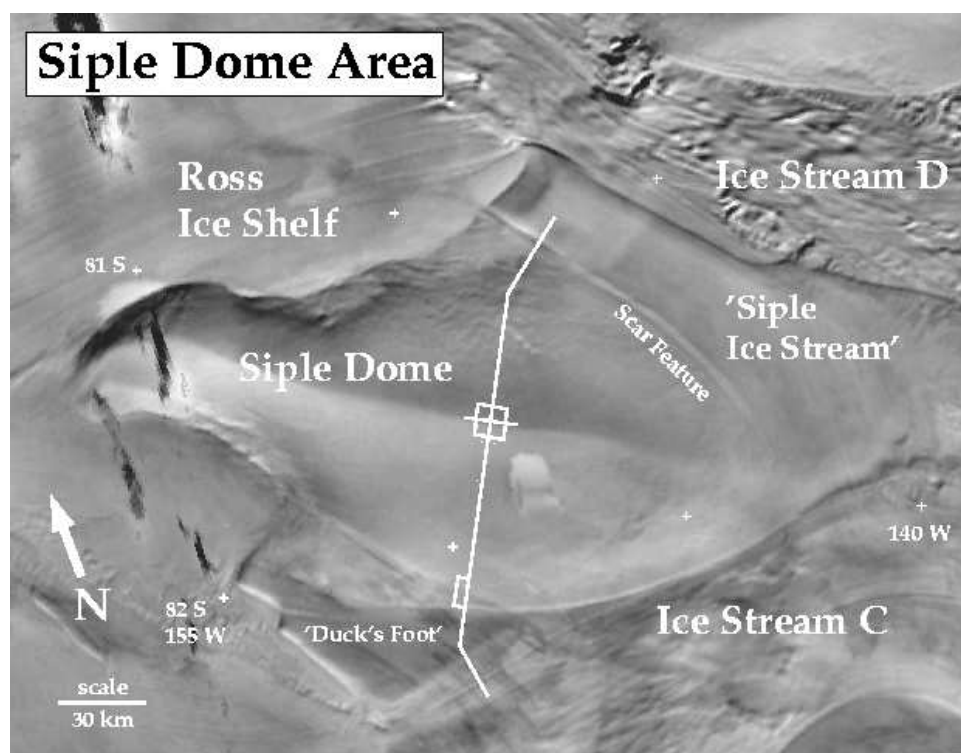 Siple Dome Area
Ross
Ice Shelf
Ice Stream D
81 S
'Siple
Ice Stream'
Scar Feature
Siple Dome
140 W
N
82 S
155 W
'Duck's Foot'
Ice Stream C
scale
30 km